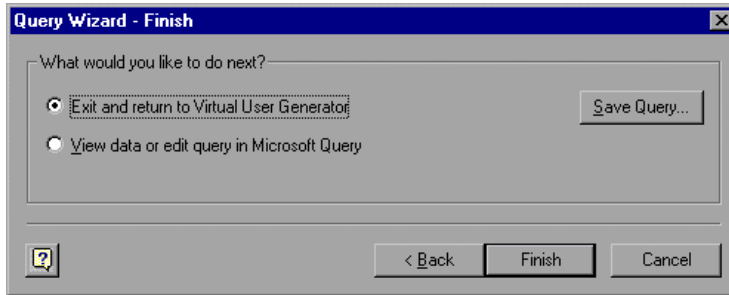 Query Wizard - Finish
What would you like to do next?
Exit and return to Virtual User Generator
Save Query...
View data or edit query in Microsoft Query
?
< Back
Finish
Cancel